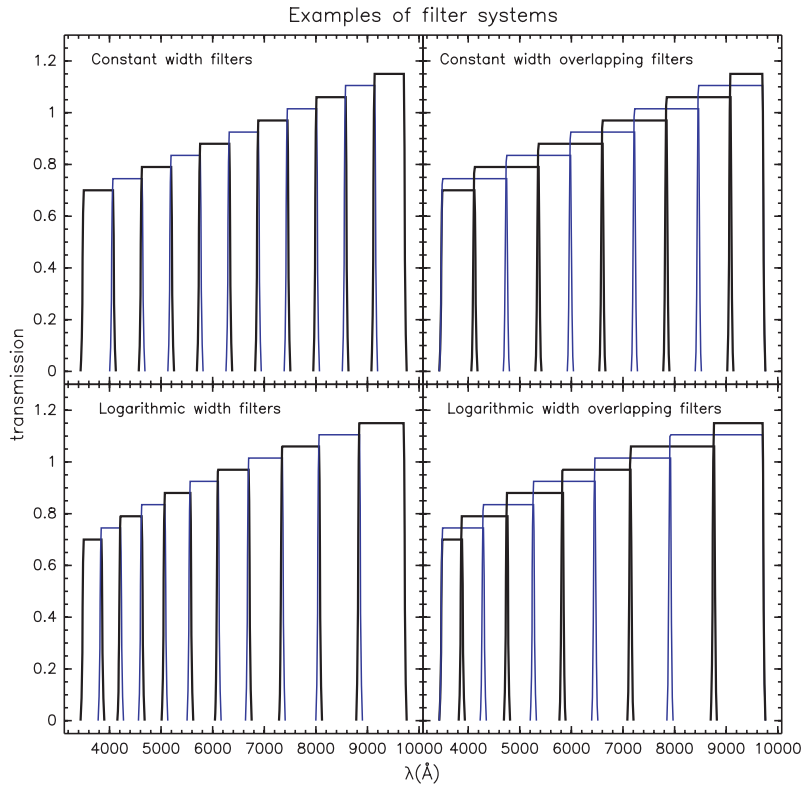 Examples of filter systems
Constant width filters
Constant width overlapping filters
1.2
1
0.8
0.6
0.4
0.2
0
transmission
Logarithmic width filters
Logarithmic width overlapping filters
1.2
1
0.8
0.6
0.4
0.2
0
4000 5000 6000 7000 8000 9000 10000 4000 5000 6000 7000 8000 9000 10000
λ(Å)